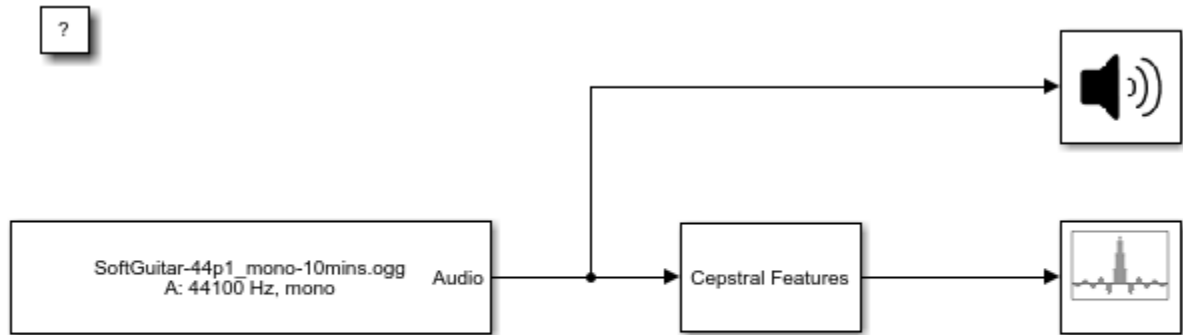 ?
SoftGuitar-44p1_mono-10mins.ogg
A: 44100 Hz, mono
Audio
Cepstral Features